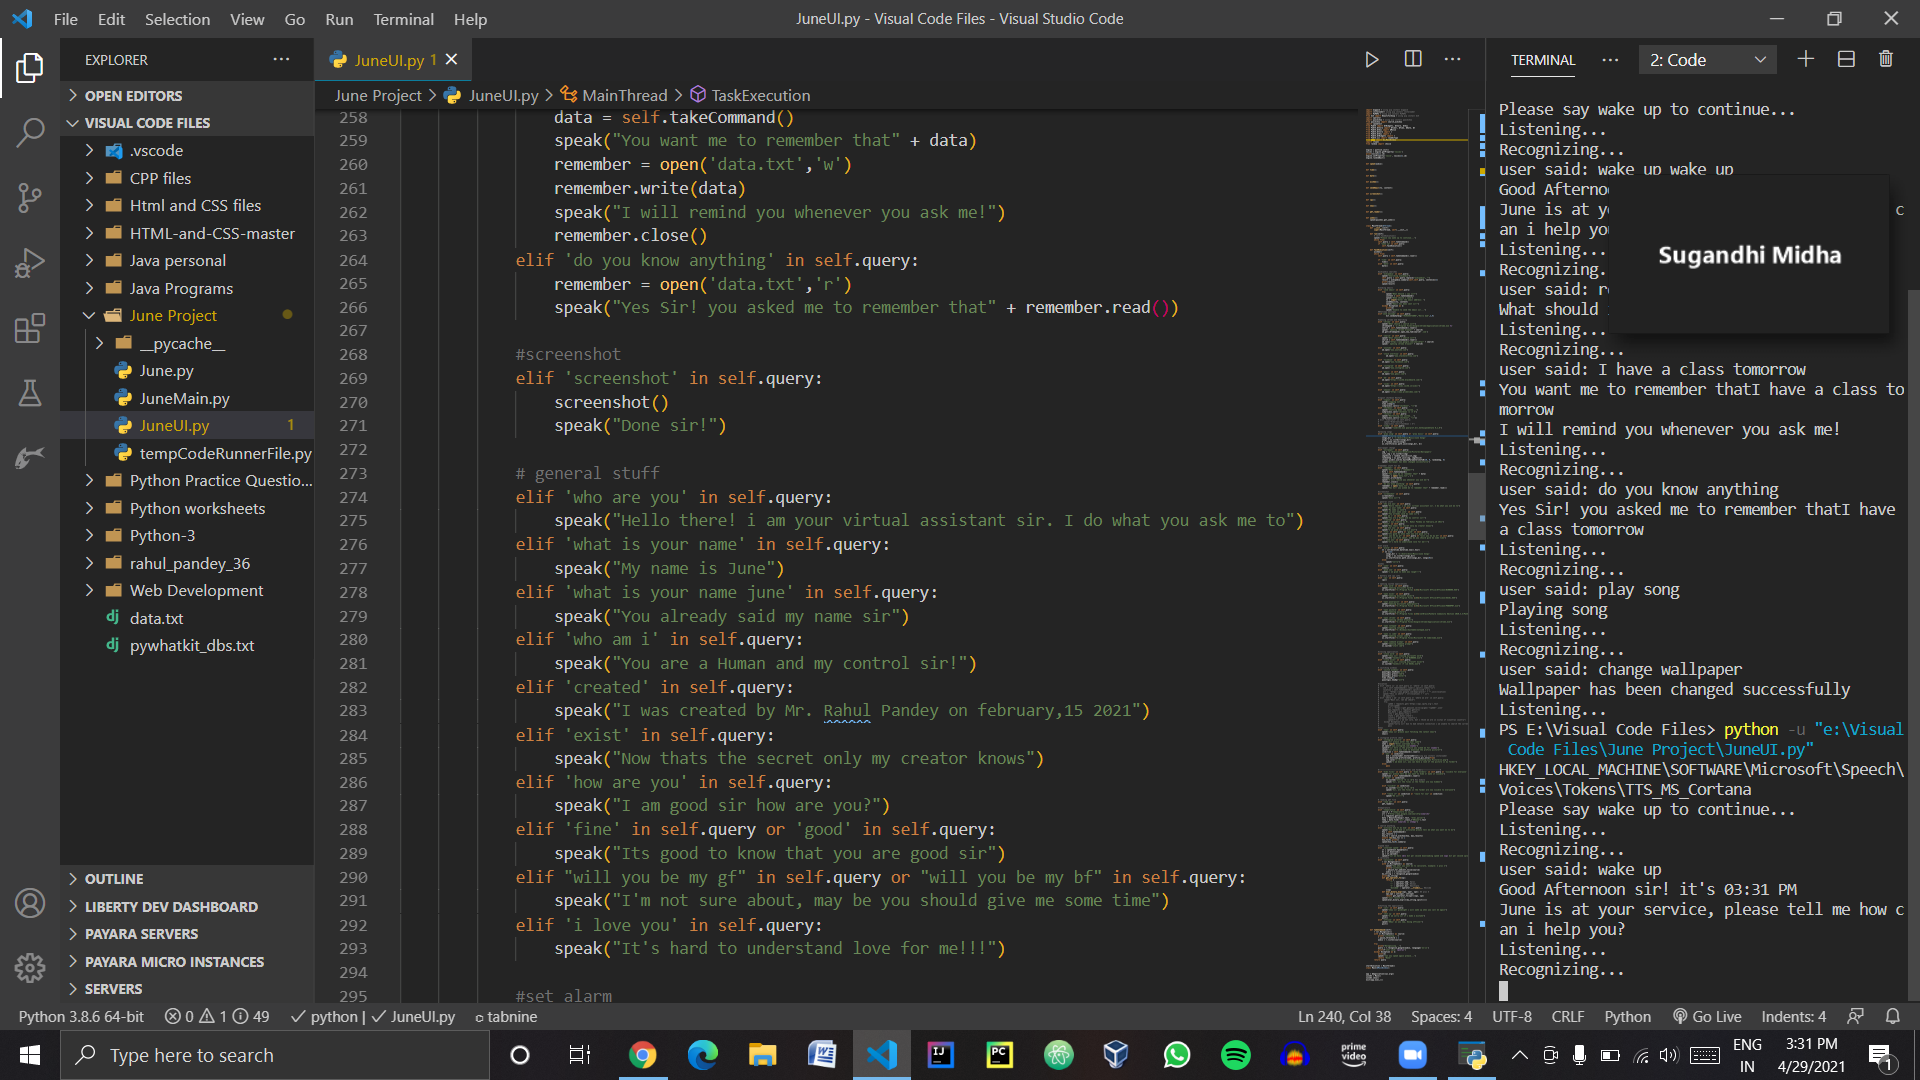 File Edit Selection View Go Run Terminal Help
JuneUI.py - Visual Code Files - Visual Studio Code
EXPLORER
OPEN EDITORS
VISUAL CODE FILES
.vscode
CPP files
Html and CSS files
HTML-and-CSS-master
Java personal
Java Programs
June Project
__pycache__
June.py
JuneMain.py
JuneUI.py 1
tempCodeRunnerFile.py
Python Practice Questio...
Python worksheets
Python-3
rahul_pandey_36
Web Development
data.txt
pywhatkit_dbs.txt
OUTLINE
LIBERTY DEV DASHBOARD
PAYARA SERVERS
PAYARA MICRO INSTANCES
SERVERS
JuneUI.py 1
June Project > JuneUI.py > MainThread > TaskExecution
258 data = self.takeCommand()
259 speak("You want me to remember that" + data)
260 remember = open('data.txt','w')
261 remember.write(data)
262 speak("I will remind you whenever you ask me!")
263 remember.close()
264 elif 'do you know anything' in self.query:
265 remember = open('data.txt','r')
266 speak("Yes Sir! you asked me to remember that" + remember.read())
267
268 #screenshot
269 elif 'screenshot' in self.query:
270 screenshot()
271 speak("Done sir!")
272
273 # general stuff
274 elif 'who are you' in self.query:
275 speak("Hello there! i am your virtual assistant sir. I do what you ask me to")
276 elif 'what is your name' in self.query:
277 speak("My name is June")
278 elif 'what is your name june' in self.query:
279 speak("You already said my name sir")
280 elif 'who am i' in self.query:
281 speak("You are a Human and my control sir!")
282 elif 'created' in self.query:
283 speak("I was created by Mr. Rahul Pandey on february,15 2021")
284 elif 'exist' in self.query:
285 speak("Now thats the secret only my creator knows")
286 elif 'how are you' in self.query:
287 speak("I am good sir how are you?")
288 elif 'fine' in self.query or 'good' in self.query:
289 speak("Its good to know that you are good sir")
290 elif "will you be my gf" in self.query or "will you be my bf" in self.query:
291 speak("I'm not sure about, may be you should give me some time")
292 elif 'i love you' in self.query:
293 speak("It's hard to understand love for me!!!")
294
295 #set alarm
TERMINAL
2: Code
Please say wake up to continue...
Listening...
Recognizing...
user said: wake up wake up
Good Afternoo
June is at yo c
an i help you
Listening...
Recognizing...
user said: re
What should
Sugandhi Midha
Listening...
Recognizing...
user said: I have a class tomorrow
You want me to remember thatI have a class to
morrow
I will remind you whenever you ask me!
Listening...
Recognizing...
user said: do you know anything
Yes Sir! you asked me to remember thatI have
a class tomorrow
Listening...
Recognizing...
user said: play song
Playing song
Listening...
Recognizing...
user said: change wallpaper
Wallpaper has been changed successfully
Listening...
PS E:\Visual Code Files> python -u "e:\Visual
Code Files\June Project\JuneUI.py"
HKEY_LOCAL_MACHINE\SOFTWARE\Microsoft\Speech\
Voices\Tokens\TTS_MS_Cortana
Please say wake up to continue...
Listening...
Recognizing...
user said: wake up
Good Afternoon sir! it's 03:31 PM
June is at your service, please tell me how c
an i help you?
Listening...
Recognizing...
Python 3.8.6 64-bit 0 1 49 python | JuneUI.py tabnine
Ln 240, Col 38 Spaces: 4 UTF-8 CRLF Python Go Live Indents: 4
Type here to search
W
IJ
PC
prime
video
ENG
IN
3:31 PM
4/29/2021
1